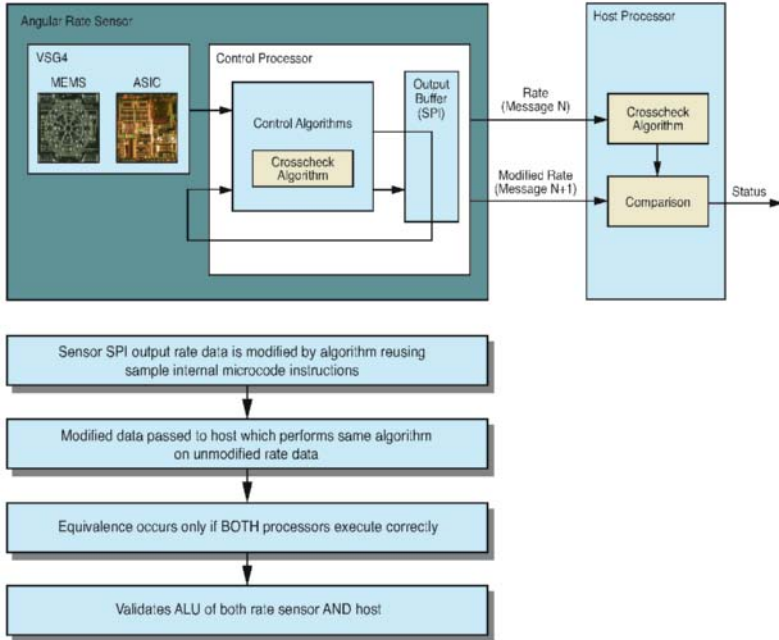 Angular Rate Sensor
VSG4
MEMS
ASIC
Control Processor
Control Algorithms
Crosscheck
Algorithm
Output
Buffer
(SPI)
Rate
(Message N)
Modified Rate
(Message N+1)
Host Processor
Crosscheck
Algorithm
Comparison
Status
Sensor SPI output rate data is modified by algorithm reusing
sample internal microcode instructions
Modified data passed to host which performs same algorithm
on unmodified rate data
Equivalence occurs only if BOTH processors execute correctly
Validates ALU of both rate sensor AND host